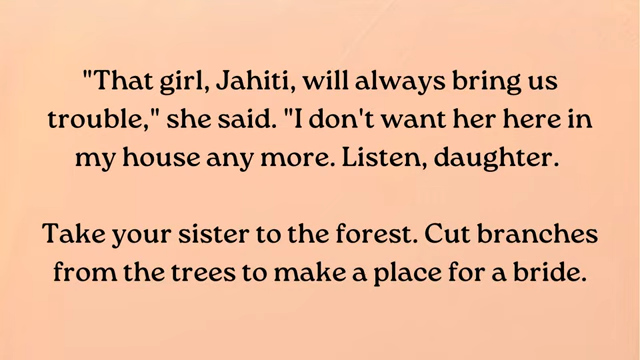 "That girl, Jahiti, will always bring us
trouble," she said. "I don't want her here in
my house any more. Listen, daughter.
Take your sister to the forest. Cut branches
from the trees to make a place for a bride.